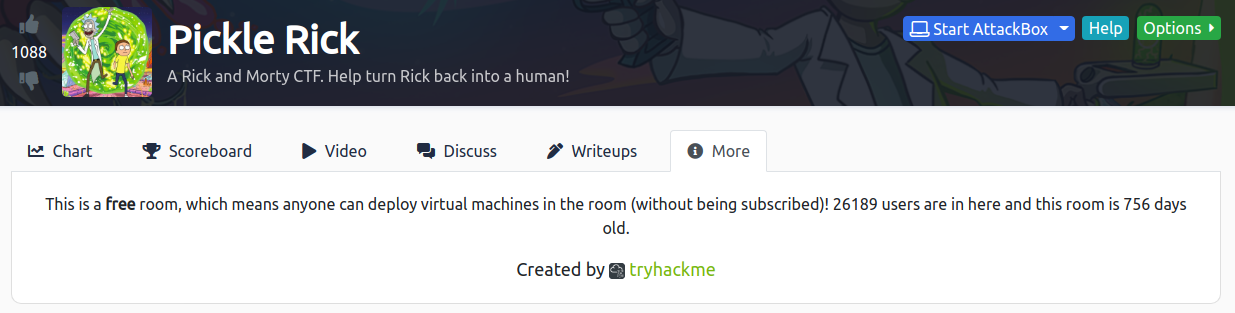 1088
Pickle Rick
A Rick and Morty CTF. Help turn Rick back into a human!
Start AttackBox Help Options
Chart Scoreboard Video Discuss Writeups More
This is a free room, which means anyone can deploy virtual machines in the room (without being subscribed)! 26189 users are in here and this room is 756 days
old.
Created by tryhackme